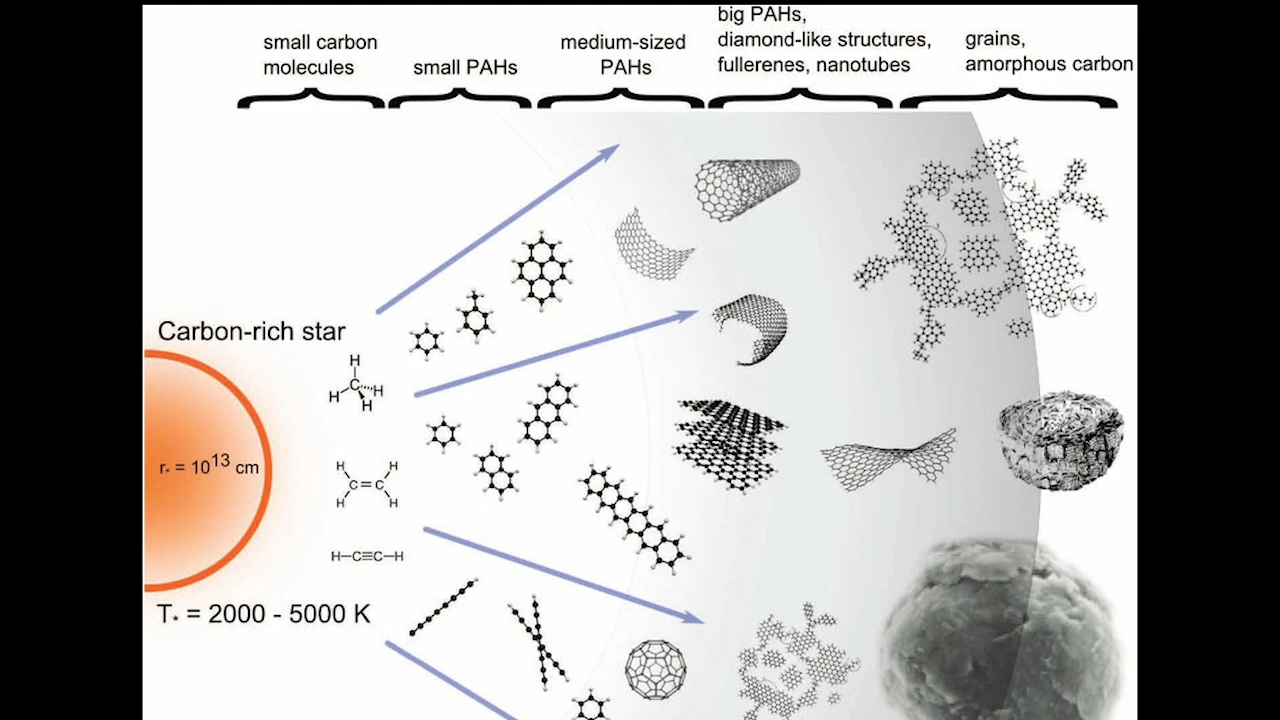 small carbon
molecules
small PAHs
medium-sized
PAHs
big PAHs,
diamond-like structures,
fullerenes, nanotubes
grains,
amorphous carbon
Carbon-rich star
r* = 10¹³ cm
T* = 2000 - 5000 K
H
C
H
H
H
H H
C=C
H H
H–C≡C–H